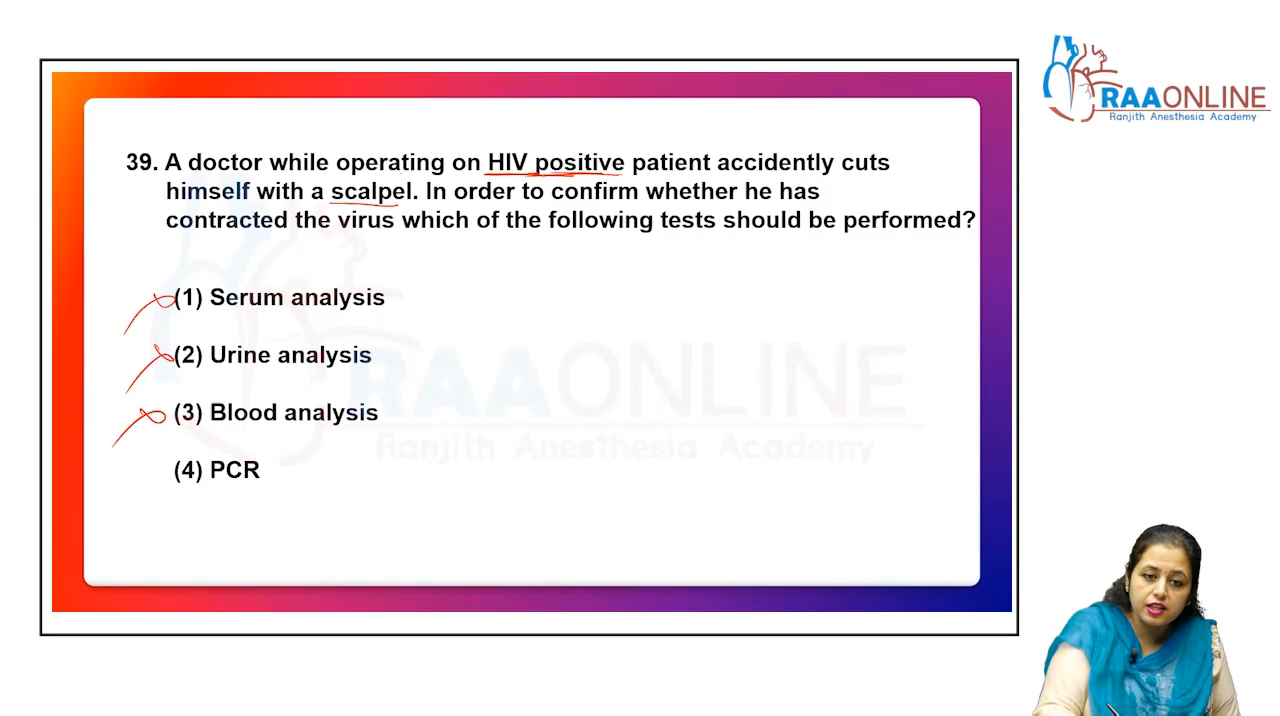 RAAONLINE
Ranjith Anesthesia Academy
39. A doctor while operating on HIV positive patient accidently cuts
himself with a scalpel. In order to confirm whether he has
contracted the virus which of the following tests should be performed?
(1) Serum analysis
(2) Urine analysis
RAAONLINE
(3) Blood analysis
Ranjith Anesthesia Academy
(4) PCR